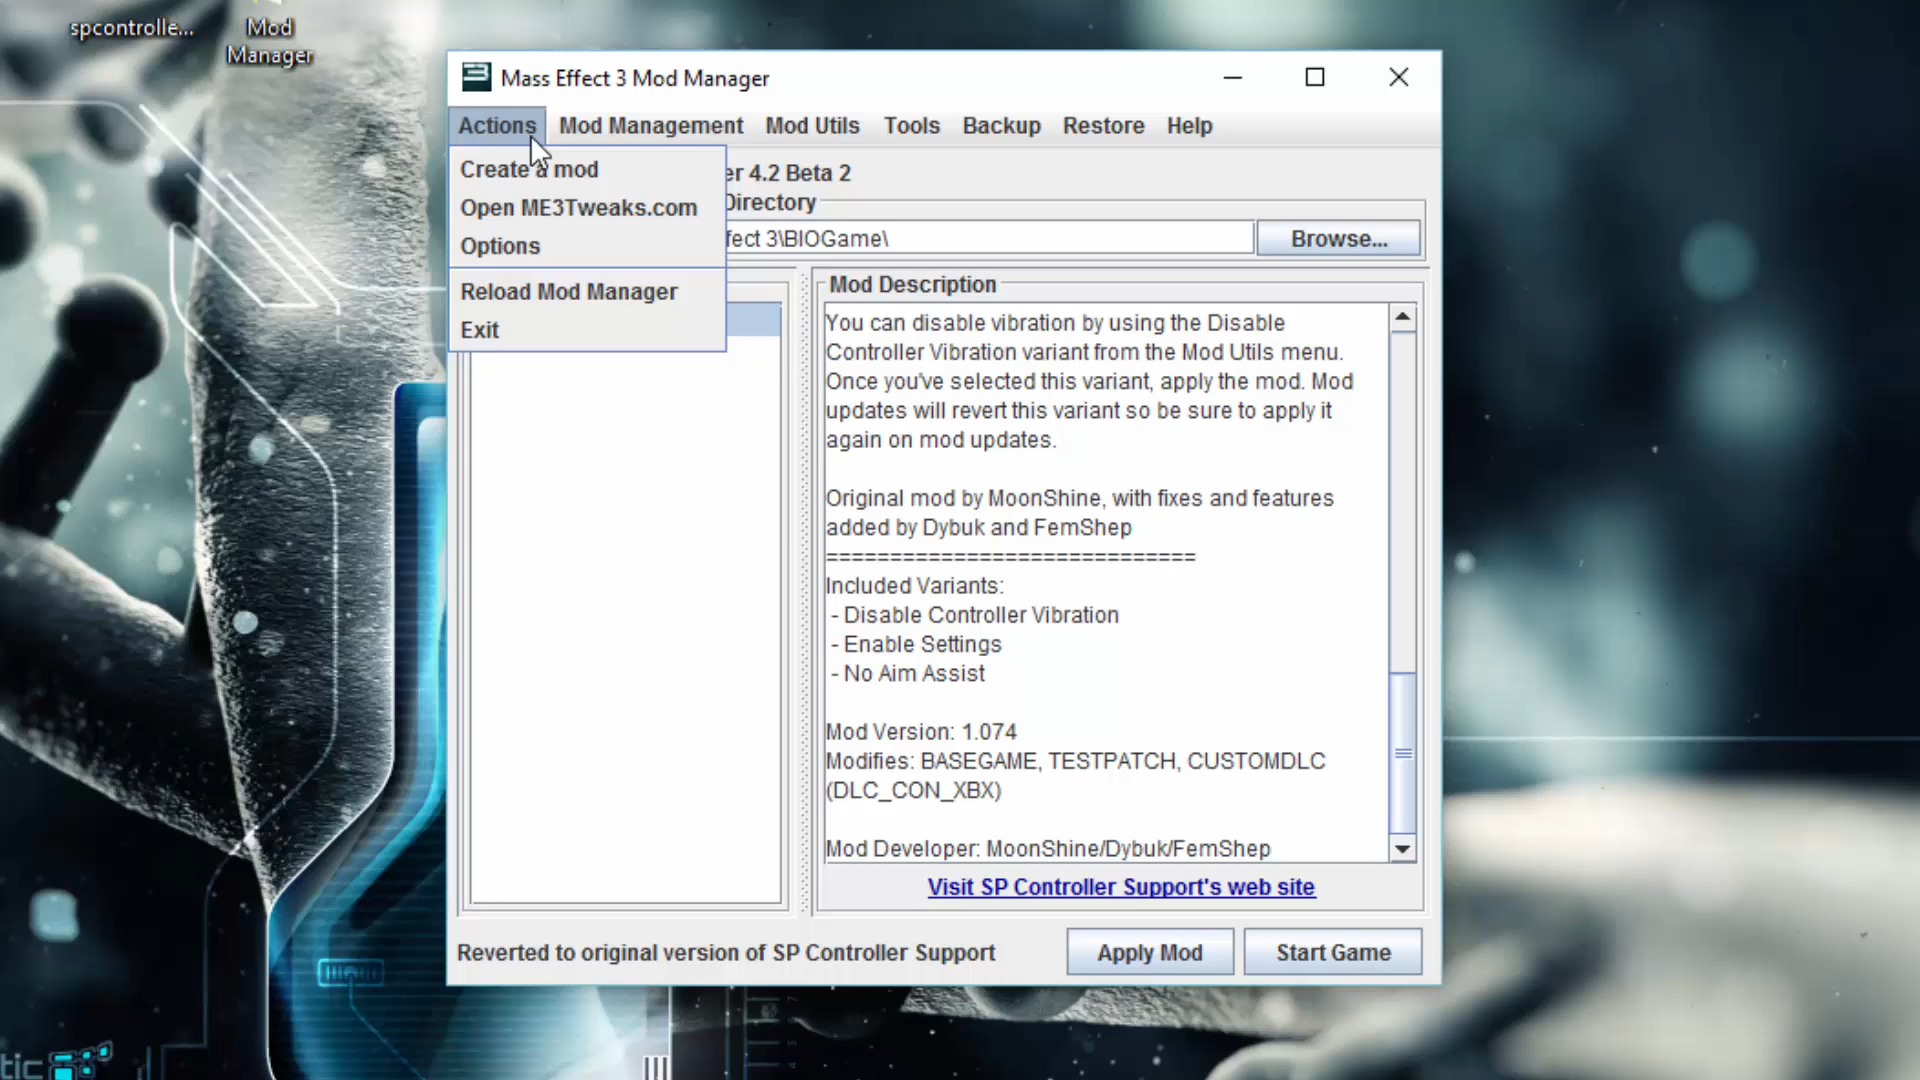 spcontrolle...
Mod
Manager
Mass Effect 3 Mod Manager
Actions Mod Management Mod Utils Tools Backup Restore Help
Create a mod
Open ME3Tweaks.com
Options
Reload Mod Manager
Exit
er 4.2 Beta 2
Directory
fect 3\BIOGame\
Browse...
Mod Description
You can disable vibration by using the Disable
Controller Vibration variant from the Mod Utils menu.
Once you've selected this variant, apply the mod. Mod
updates will revert this variant so be sure to apply it
again on mod updates.
Original mod by MoonShine, with fixes and features
added by Dybuk and FemShep
============================
Included Variants:
- Disable Controller Vibration
- Enable Settings
- No Aim Assist
Mod Version: 1.074
Modifies: BASEGAME, TESTPATCH, CUSTOMDLC
(DLC_CON_XBX)
Mod Developer: MoonShine/Dybuk/FemShep
Visit SP Controller Support's web site
Reverted to original version of SP Controller Support
Apply Mod
Start Game
tic